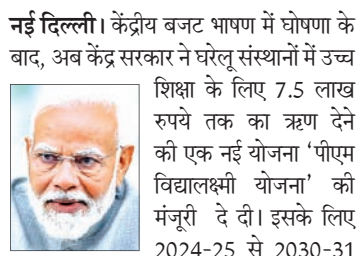 नई दिल्ली। केंद्रीय बजट भाषण में घोषणा के
बाद, अब केंद्र सरकार ने घरेलू संस्थानों में उच्च
शिक्षा के लिए 7.5 लाख
रुपये तक का ऋण देने
की एक नई योजना ‘पीएम
विद्यालक्ष्मी योजना’ की
मंजूरी दे दी। इसके लिए
2024-25 से 2030-31